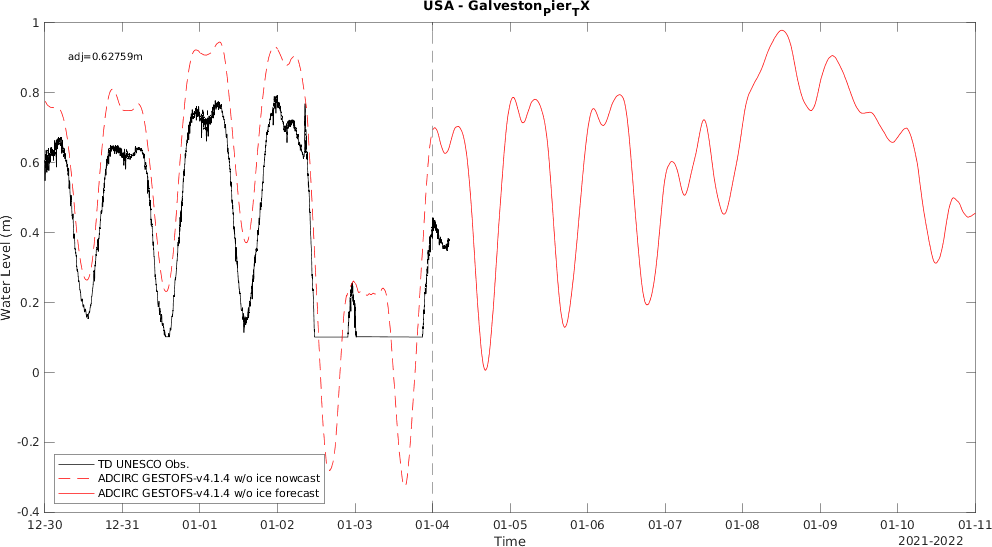 USA - GalvestonPierTX
adj=0.62759m
1
0.8
0.6
0.4
0.2
0
-0.2
-0.4
Water Level (m)
TD UNESCO Obs.
ADCIRC GESTOFS-v4.1.4 w/o ice nowcast
ADCIRC GESTOFS-v4.1.4 w/o ice forecast
12-30 12-31 01-01 01-02 01-03 01-04 01-05 01-06 01-07 01-08 01-09 01-10 01-11
Time
2021-2022